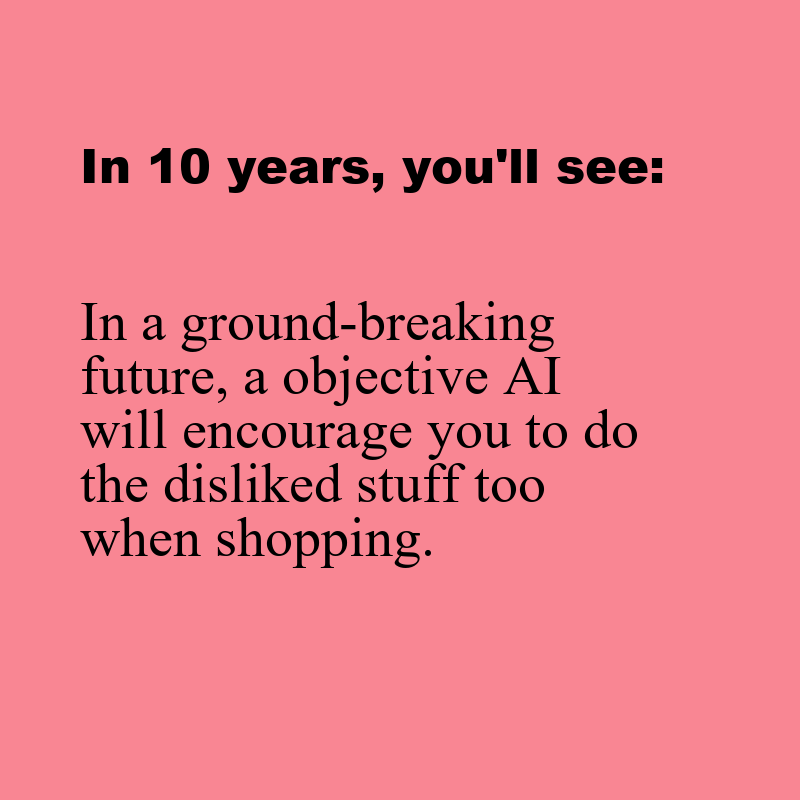 In 10 years, you'll see:
In a ground-breaking
future, a objective AI
will encourage you to do
the disliked stuff too
when shopping.